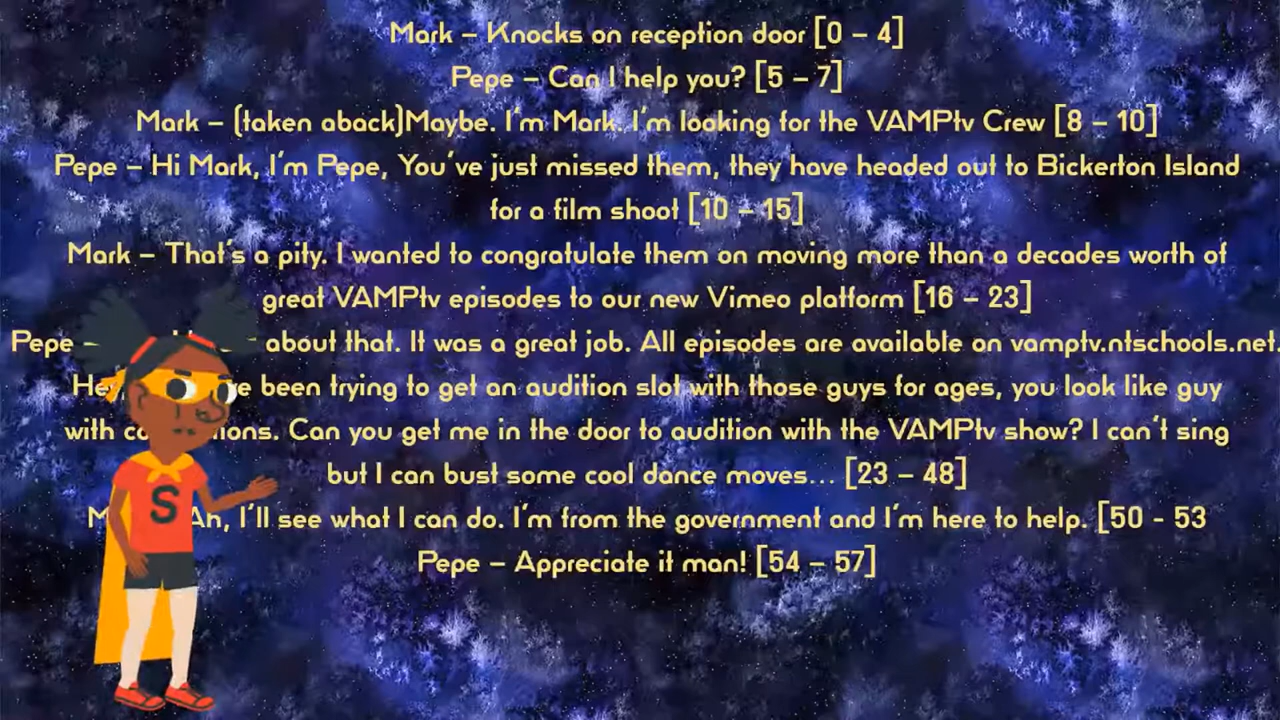 Mark – Knocks on reception door [0 – 4]
Pepe – Can I help you? [5 – 7]
Mark – (taken aback)Maybe. I'm Mark. I'm looking for the VAMPtv Crew [8 – 10]
Pepe – Hi Mark, I'm Pepe, You've just missed them, they have headed out to Bickerton Island
for a film shoot [10 – 15]
Mark – That's a pity. I wanted to congratulate them on moving more than a decades worth of
great VAMPtv episodes to our new Vimeo platform [16 – 23]
Pepe – about that. It was a great job. All episodes are available on vamptv.ntschools.net.
been trying to get an audition slot with those guys for ages, you look like guy
with Can you get me in the door to audition with the VAMPtv show? I can't sing
but I can bust some cool dance moves... [23 – 48]
Ah, I'll see what I can do. I'm from the government and I'm here to help. [50 - 53
Pepe – Appreciate it man! [54 – 57]
S